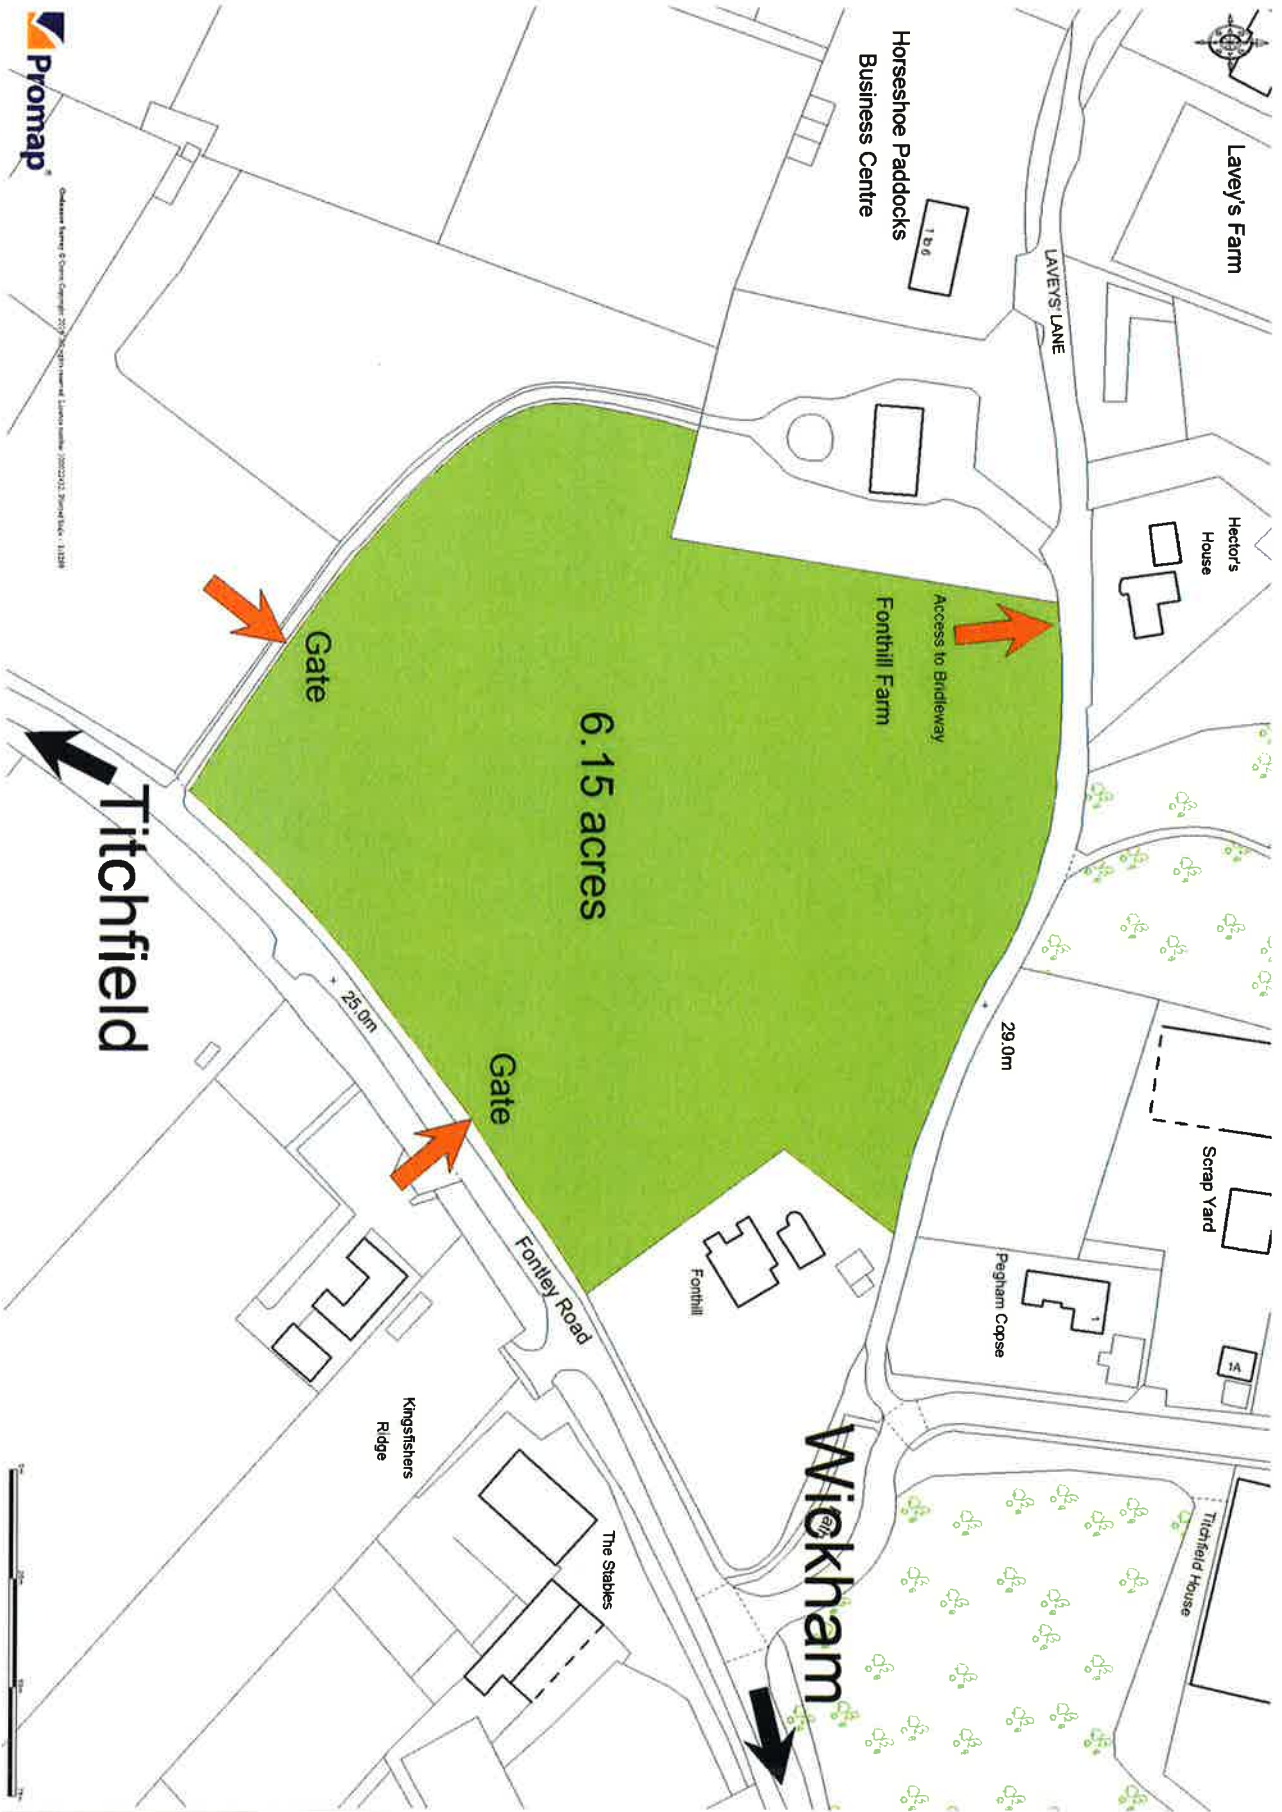 Lavey's Farm
Horseshoe Paddocks
Business Centre
1 to 6
LAVEYS' LANE
Hector's
House
Access to Bridleway
Fonthill Farm
6.15 acres
Gate
Gate
29.0m
25.0m
Scrap Yard
Pegham Copse
1
1A
Fonthill
Fontley Road
Titchfield
Wickham
Path
Titchfield House
Kingsfishers
Ridge
The Stables
Promap®